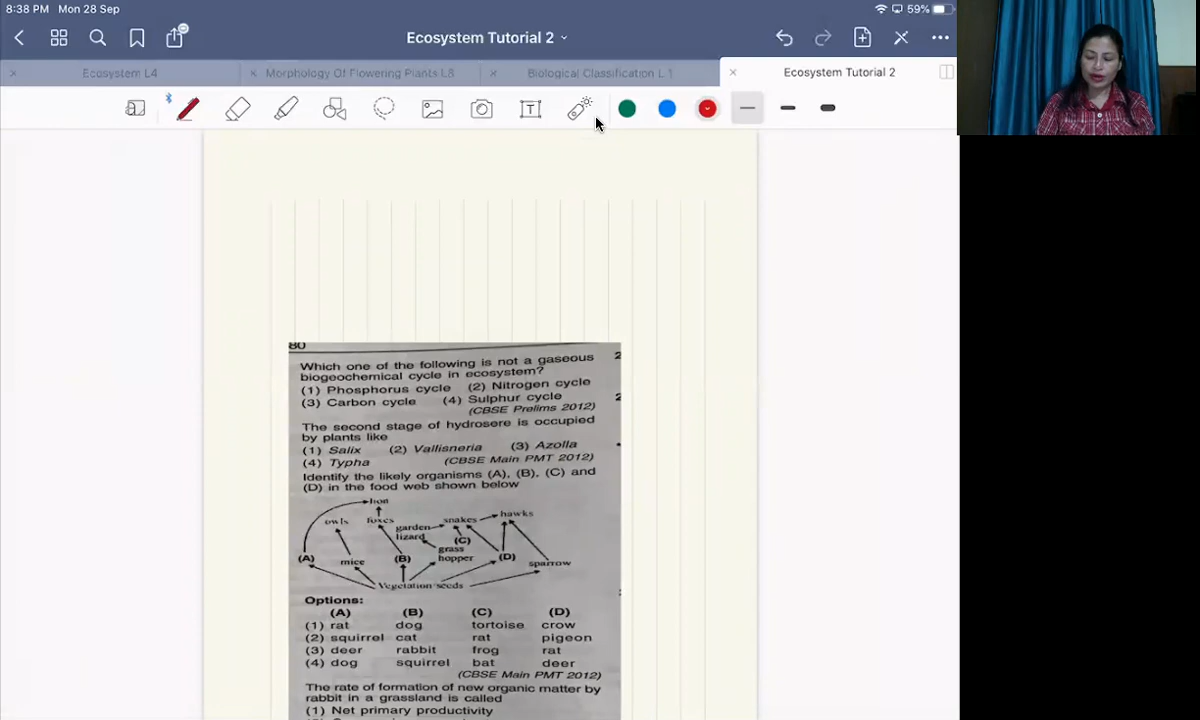 8:38 PM Mon 28 Sep
59%
Ecosystem Tutorial 2
Ecosystem L4
Morphology Of Flowering Plants L8
Biological Classification L 1
Ecosystem Tutorial 2
T
80
Which one of the following is not a gaseous
biogeochemical cycle in ecosystem?
(1) Phosphorus cycle (2) Nitrogen cycle
(3) Carbon cycle (4) Sulphur cycle
(CBSE Prelims 2012)
The second stage of hydrosere is occupied
by plants like
(1) Salix (2) Vallisneria (3) Azolla
(4) Typha (CBSE Main PMT 2012)
Identify the likely organisms (A), (B), (C) and
(D) in the food web shown below
lion
owls foxes snakes hawks
garden
lizard (C)
grass
(A) mice (B) hopper (D) sparrow
Vegetation seeds
Options:
(A) (B) (C) (D)
(1) rat dog tortoise crow
(2) squirrel cat rat pigeon
(3) deer rabbit frog rat
(4) dog squirrel bat deer
(CBSE Main PMT 2012)
The rate of formation of new organic matter by
rabbit in a grassland is called
(1) Net primary productivity